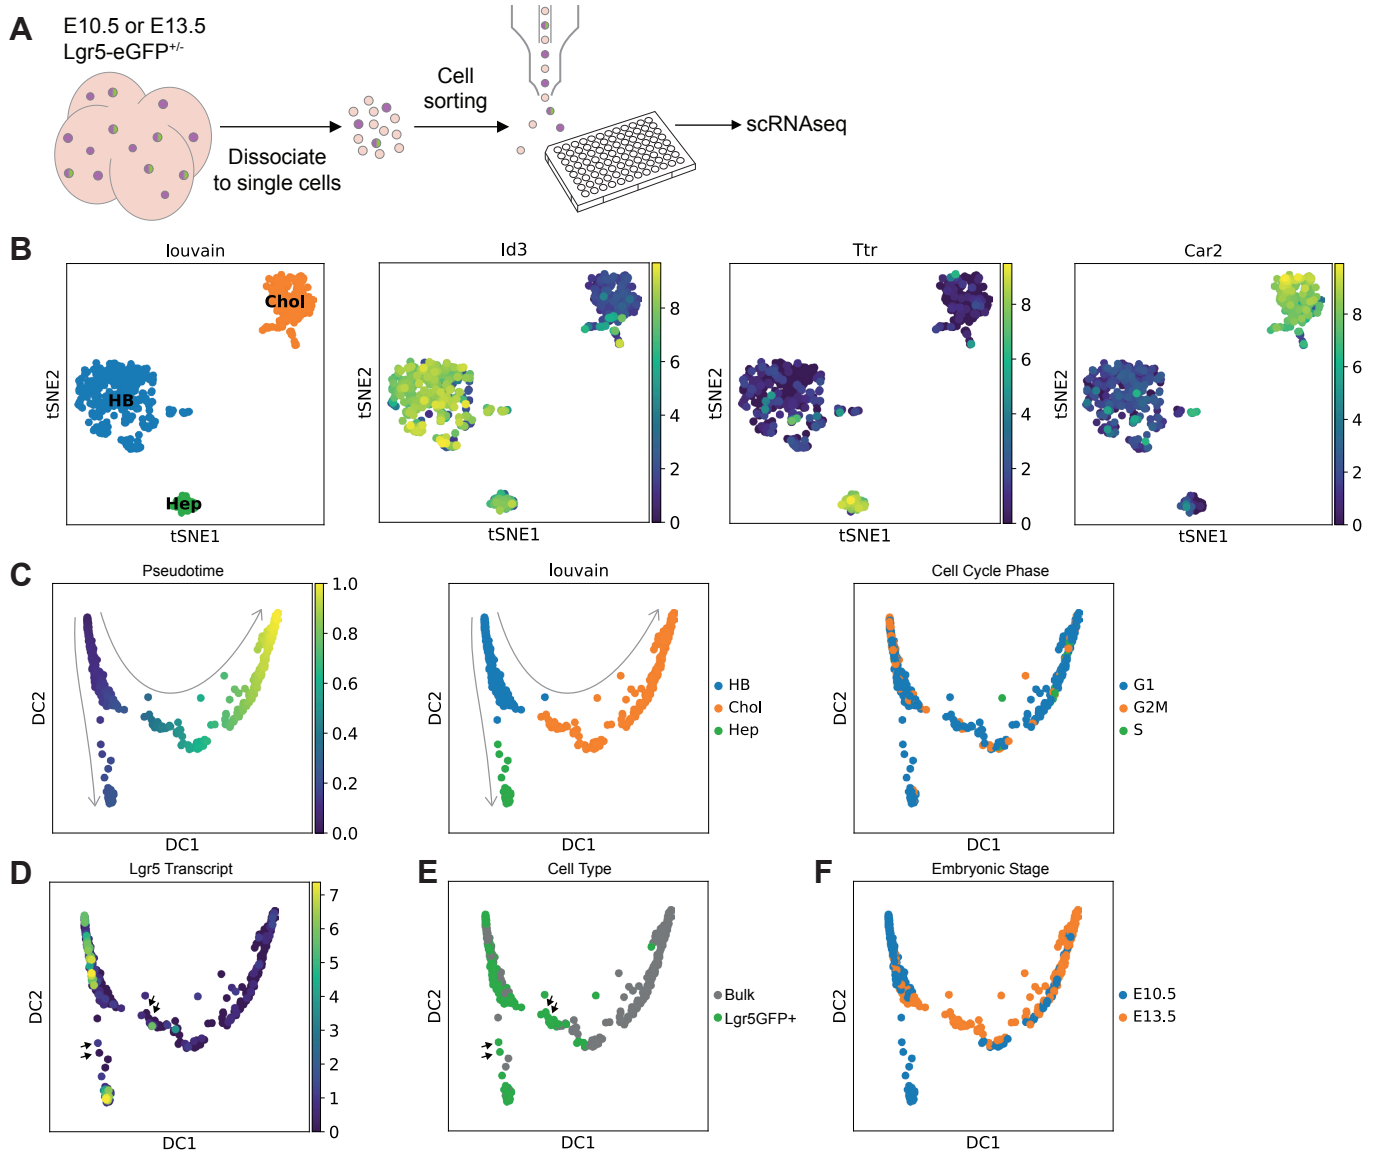 A
E10.5 or E13.5
Lgr5-eGFP+/-
Dissociate
to single cells
Cell
sorting
scRNAseq
B
louvain
Chol
HB
Hep
tSNE2
tSNE1
Id3
8
6
4
2
0
tSNE2
tSNE1
Ttr
8
6
4
2
0
tSNE2
tSNE1
Car2
8
6
4
2
0
tSNE2
tSNE1
C
Pseudotime
1.0
0.8
0.6
0.4
0.2
0.0
DC2
DC1
louvain
HB
Chol
Hep
DC2
DC1
Cell Cycle Phase
G1
G2M
S
DC2
DC1
D
Lgr5 Transcript
7
6
5
4
3
2
1
0
DC2
DC1
E
Cell Type
Bulk
Lgr5GFP+
DC2
DC1
F
Embryonic Stage
E10.5
E13.5
DC2
DC1